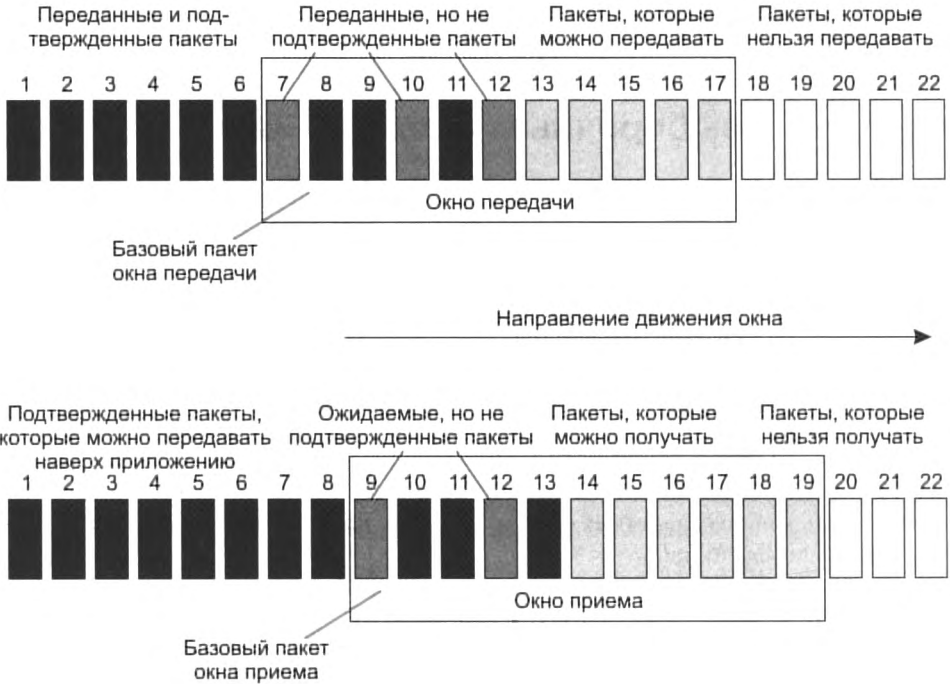 Переданные и под-
твержденные пакеты
Переданные, но не
подтвержденные пакеты
Пакеты, которые
можно передавать
Пакеты, которые
нельзя передавать
1 2 3 4 5 6 7 8 9 10 11 12 13 14 15 16 17 18 19 20 21 22
Окно передачи
Базовый пакет
окна передачи
Направление движения окна
Подтвержденные пакеты,
которые можно передавать
наверх приложению
Ожидаемые, но не
подтвержденные пакеты
Пакеты, которые
можно получать
Пакеты, которые
нельзя получать
1 2 3 4 5 6 7 8 9 10 11 12 13 14 15 16 17 18 19 20 21 22
Окно приема
Базовый пакет
окна приема